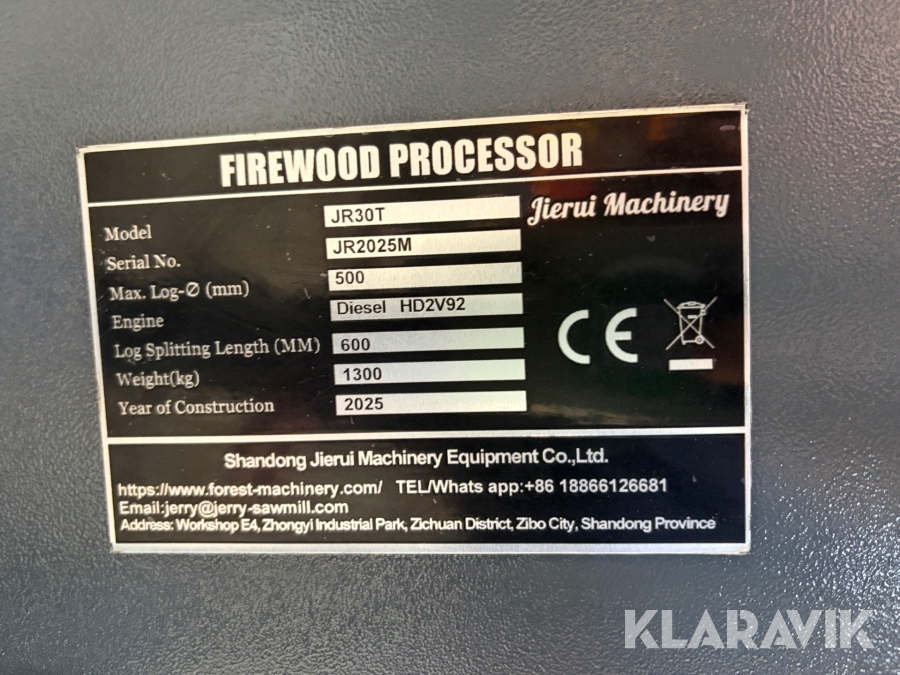 FIREWOOD PROCESSOR
Jierui Machinery
Model JR30T
Serial No. JR2025M
Max. Log-Ø (mm) 500
Engine Diesel HD2V92
Log Splitting Length (MM) 600
Weight(kg) 1300
Year of Construction 2025
CE
Shandong Jierui Machinery Equipment Co.,Ltd.
https://www.forest-machinery.com/ TEL/Whats app:+86 18866126681
Email:jerry@jerry-sawmill.com
Address: Workshop E4, Zhongyi Industrial Park, Zichuan District, Zibo City, Shandong Province
KLARAVIK